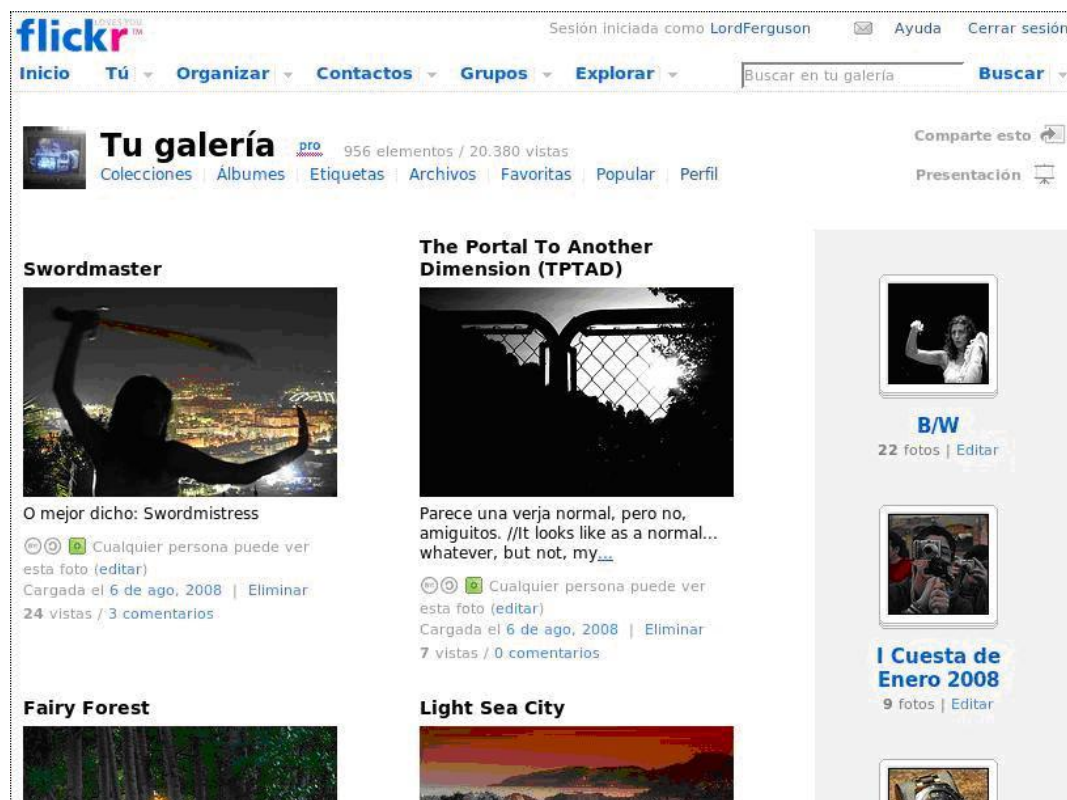 flickr LOVES YOU TM
Sesión iniciada como LordFerguson Ayuda Cerrar sesión
Inicio Tú Organizar Contactos Grupos Explorar Buscar en tu galería Buscar
Tu galería pro 956 elementos / 20.380 vistas
Colecciones Álbumes Etiquetas Archivos Favoritas Popular Perfil
Comparte esto
Presentación
Swordmaster
O mejor dicho: Swordmistress
Cualquier persona puede ver
esta foto (editar)
Cargada el 6 de ago, 2008 | Eliminar
24 vistas / 3 comentarios
The Portal To Another
Dimension (TPTAD)
Parece una verja normal, pero no,
amiguitos. //It looks like as a normal...
whatever, but not, my...
Cualquier persona puede ver
esta foto (editar)
Cargada el 6 de ago, 2008 | Eliminar
7 vistas / 0 comentarios
Fairy Forest
Light Sea City
B/W
22 fotos | Editar
I Cuesta de
Enero 2008
9 fotos | Editar